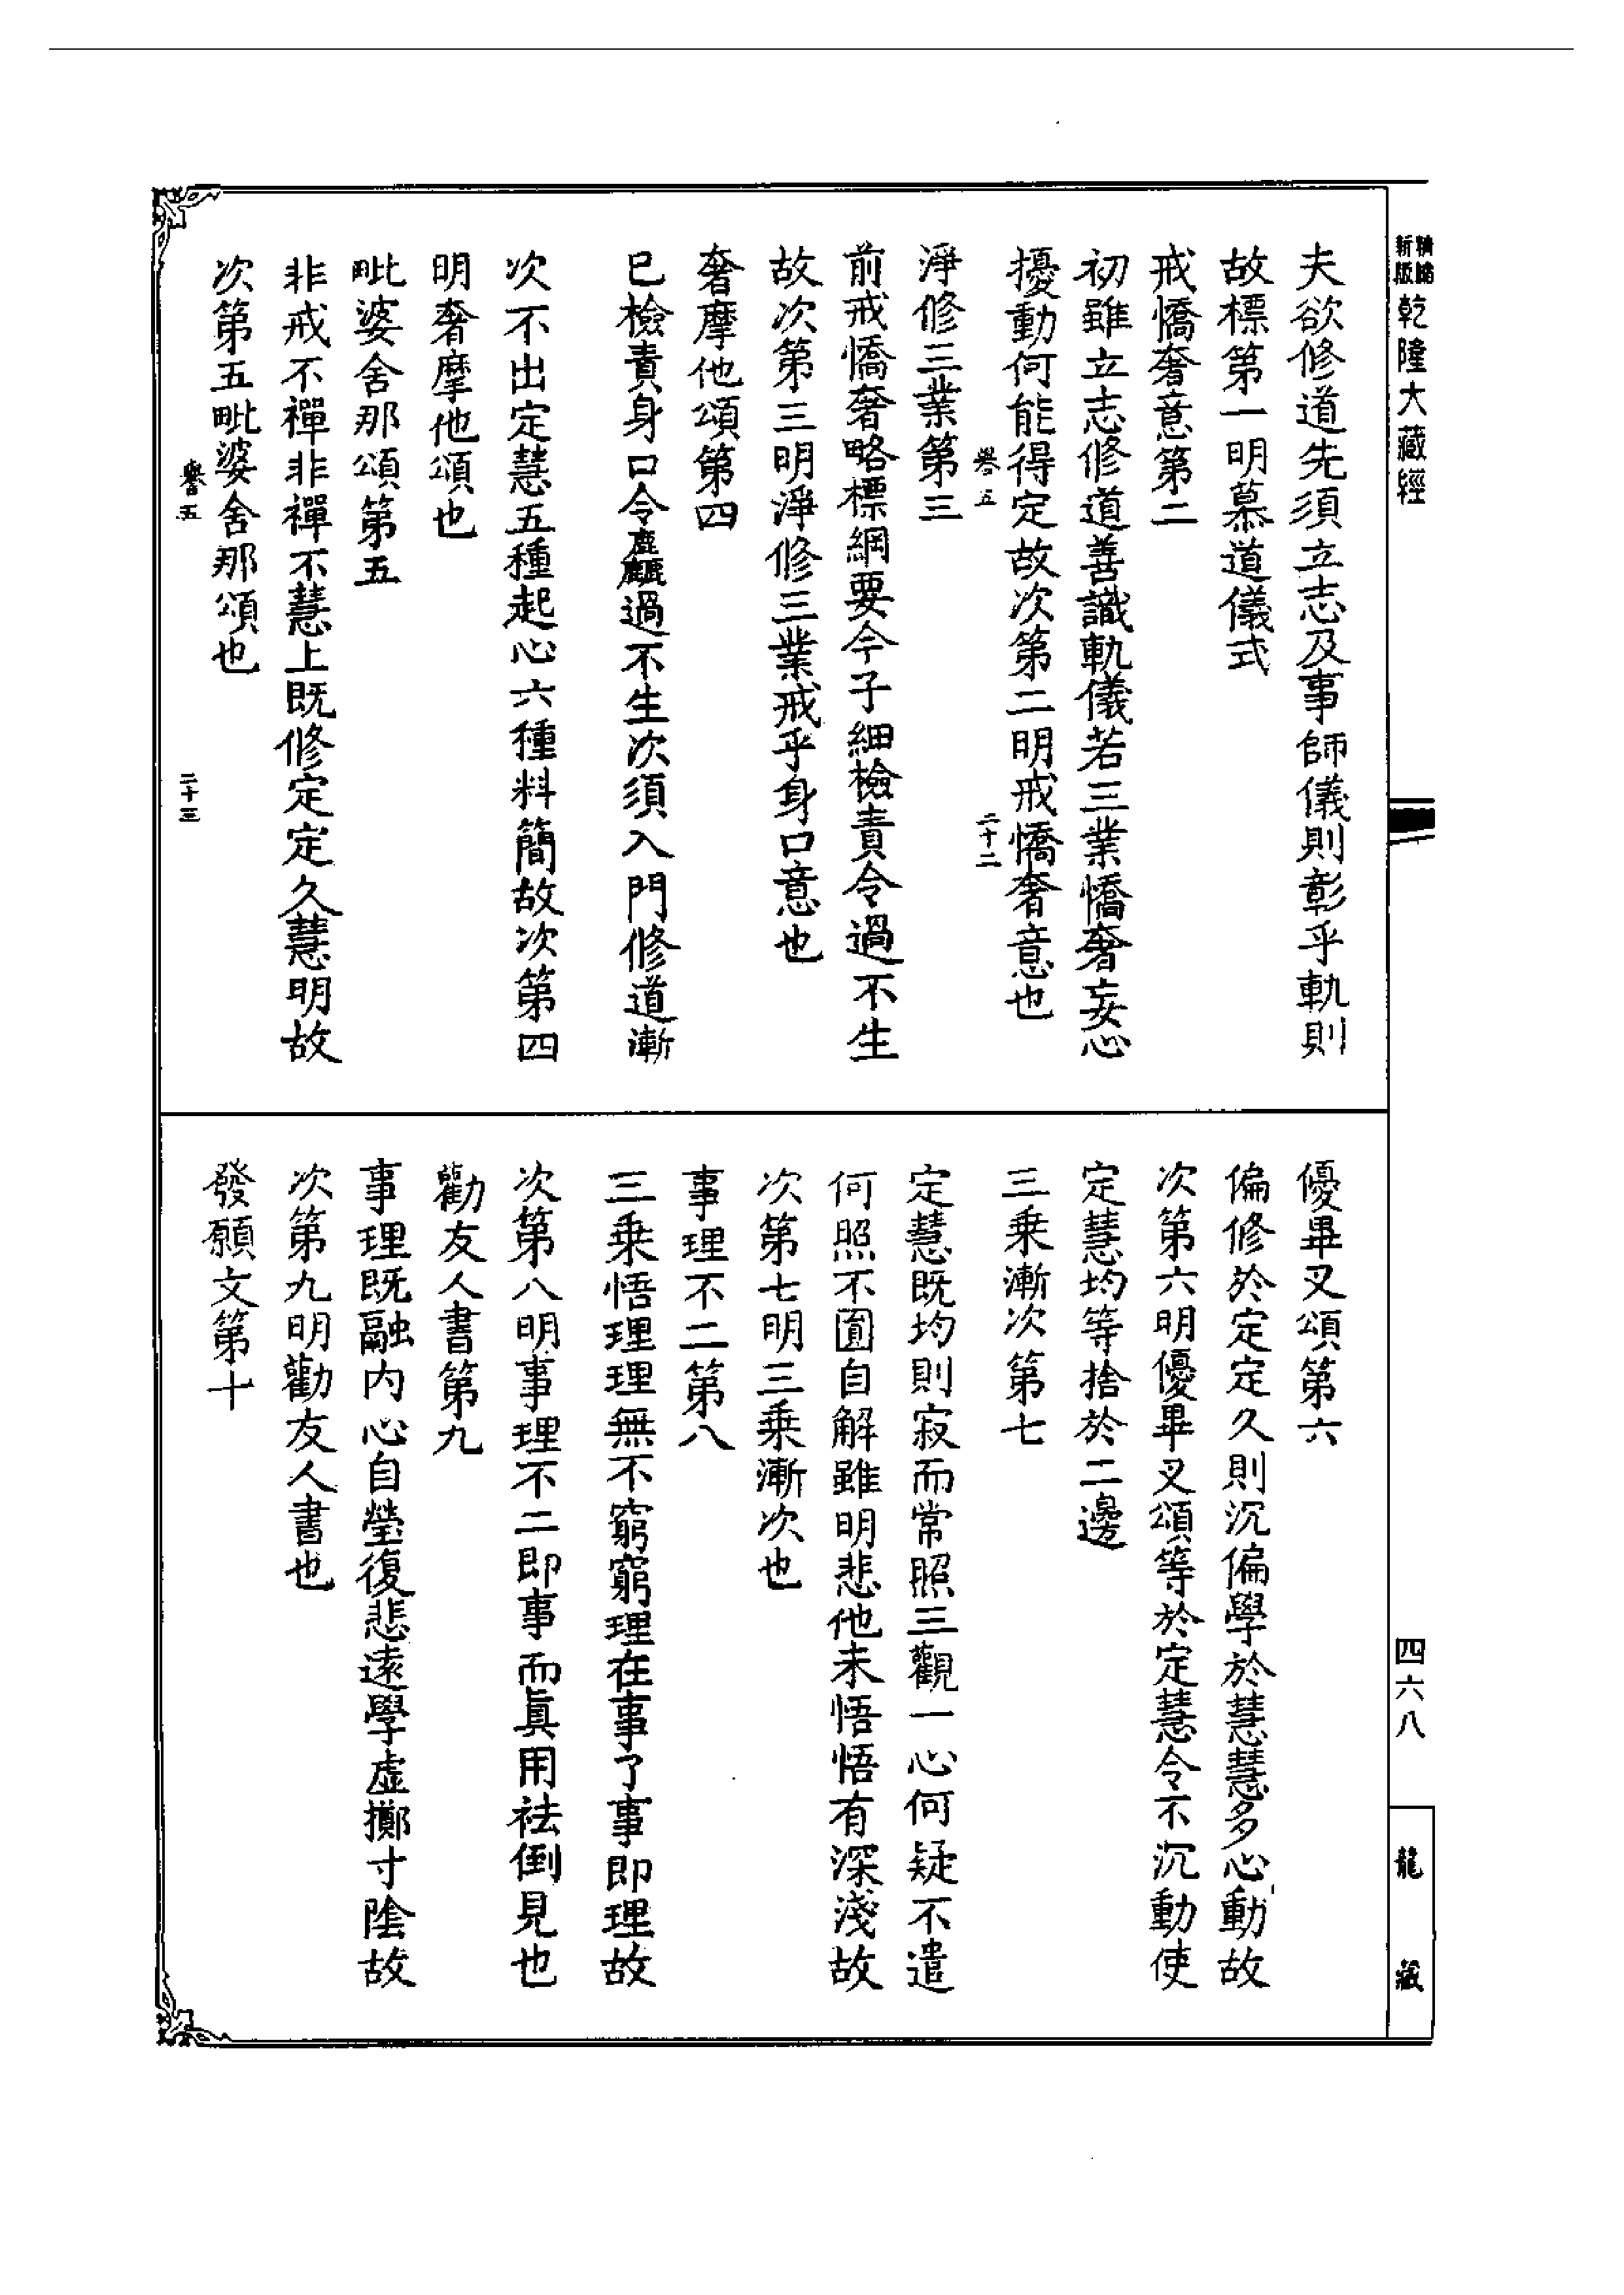 新版
精縮
乾隆大藏經
四六八
龍藏
夫欲修道先須立志及事師儀則彰乎軌則
故標第一明慕道儀式
戒憍奢意第二
初雖立志修道善識軌儀若三業憍奢妄心
擾動何能得定故次第二明戒憍奢意也
譽五
二十二
淨修三業第三
前戒憍奢略標綱要今子細檢責令過不生
故次第三明淨修三業戒乎身口意也
奢摩他頌第四
已檢責身口令麤過不生次須入門修道漸
次不出定慧五種起心六種料簡故次第四
明奢摩他頌也
毗婆舍那頌第五
非戒不禪非禪不慧上既修定定久慧明故
次第五毗婆舍那頌也
譽五
二十三
優畢叉頌第六
偏修於定定久則沉偏學於慧慧多心動故
次第六明優畢叉頌等於定慧令不沉動使
定慧均等捨於二邊
三乘漸次第七
定慧既均則寂而常照三觀一心何疑不遣
何照不圓自解雖明悲他未悟悟有深淺故
次第七明三乘漸次也
事理不二第八
三乘悟理理無不窮窮理在事了事即理故
次第八明事理不二即事而眞用祛倒見也
勸友人書第九
事理既融內心自瑩復悲遠學虛擲寸陰故
次第九明勸友人書也
發願文第十